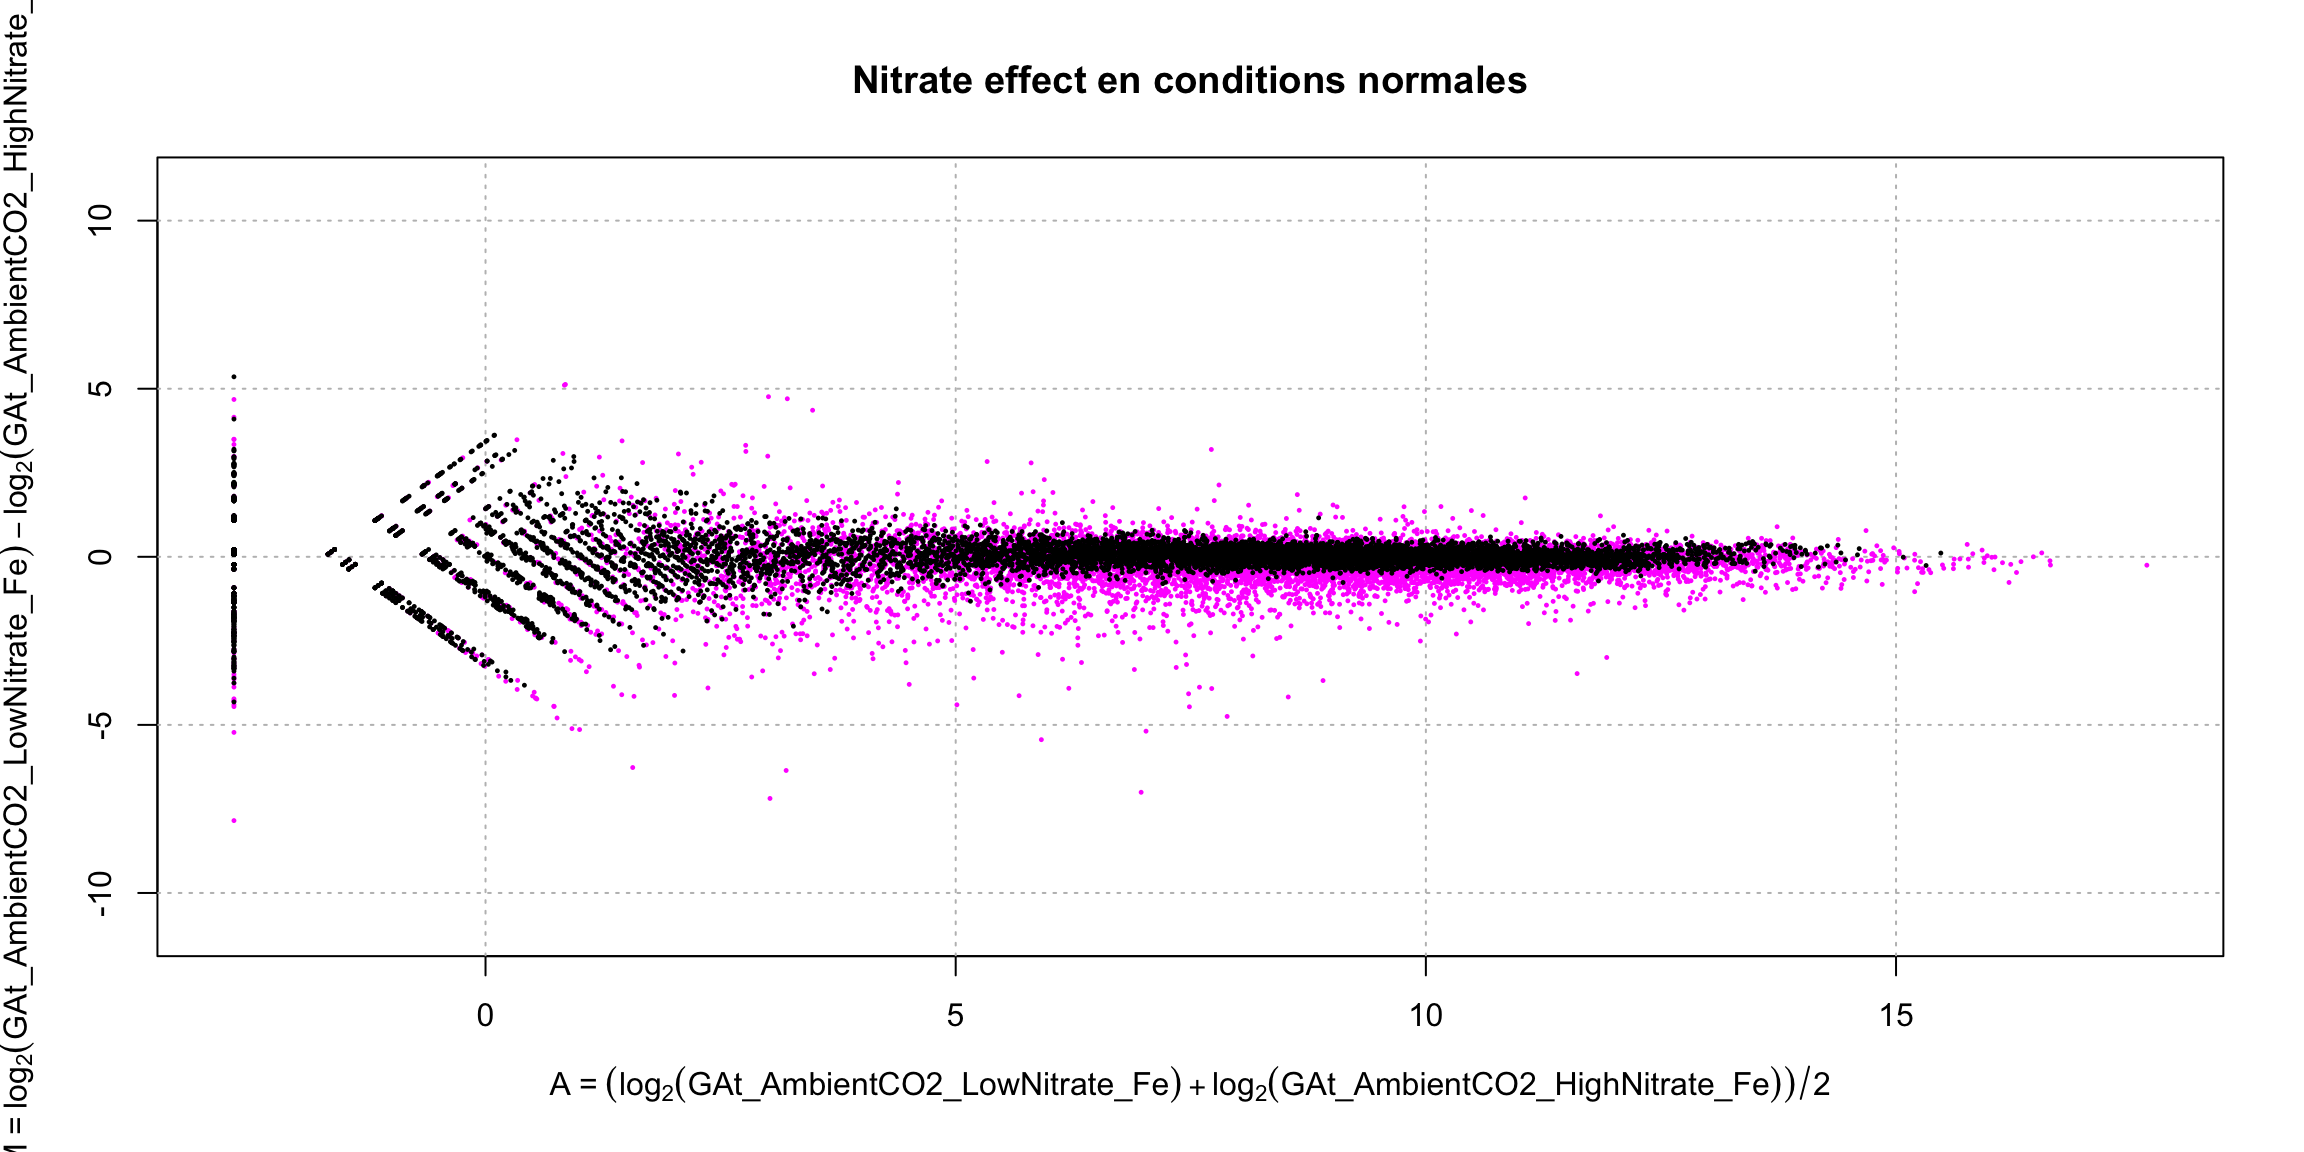 Nitrate effect en conditions normales
M = log2(GAt_AmbientCO2_LowNitrate_Fe) − log2(GAt_AmbientCO2_HighNitrate_
10
5
0
-5
-10
0 5 10 15
A = (log2(GAt_AmbientCO2_LowNitrate_Fe) + log2(GAt_AmbientCO2_HighNitrate_Fe))/2